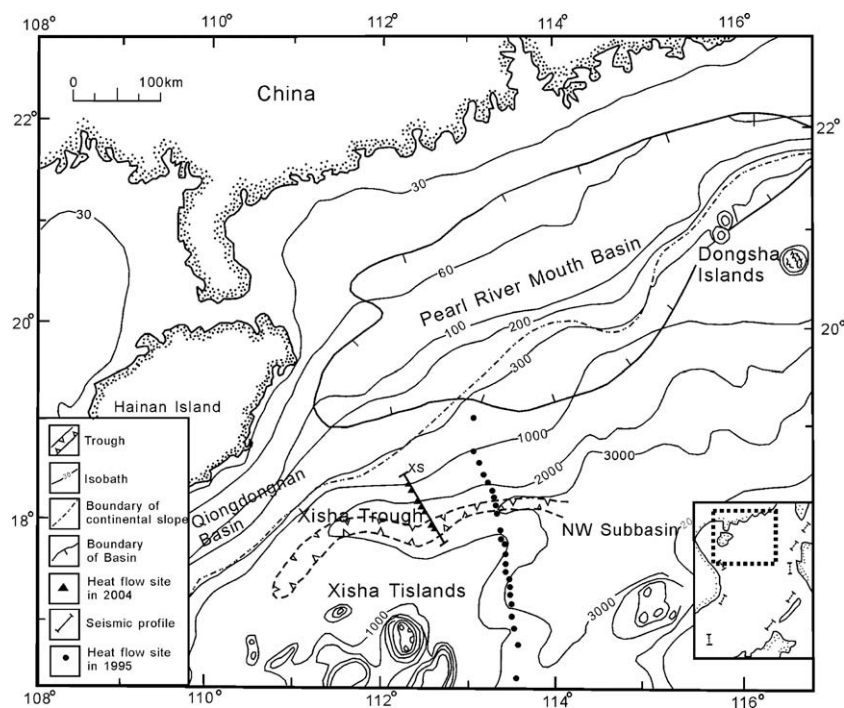 108° 110° 112° 114° 116°
0 100km
China
22°
22°
30
30
60
Pearl River Mouth Basin
Dongsha
Islands
20°
20°
100
200
300
Hainan Island
1000
2000
3000
XS
Qiongdongnan
Basin
Xisha Trough
18°
NW Subbasin
Xisha Tislands
1000
3000
Trough
Isobath
Boundary of
continental slope
Boundary
of Basin
Heat flow site
in 2004
Seismic profile
Heat flow site
in 1995
108° 110° 112° 114° 116°